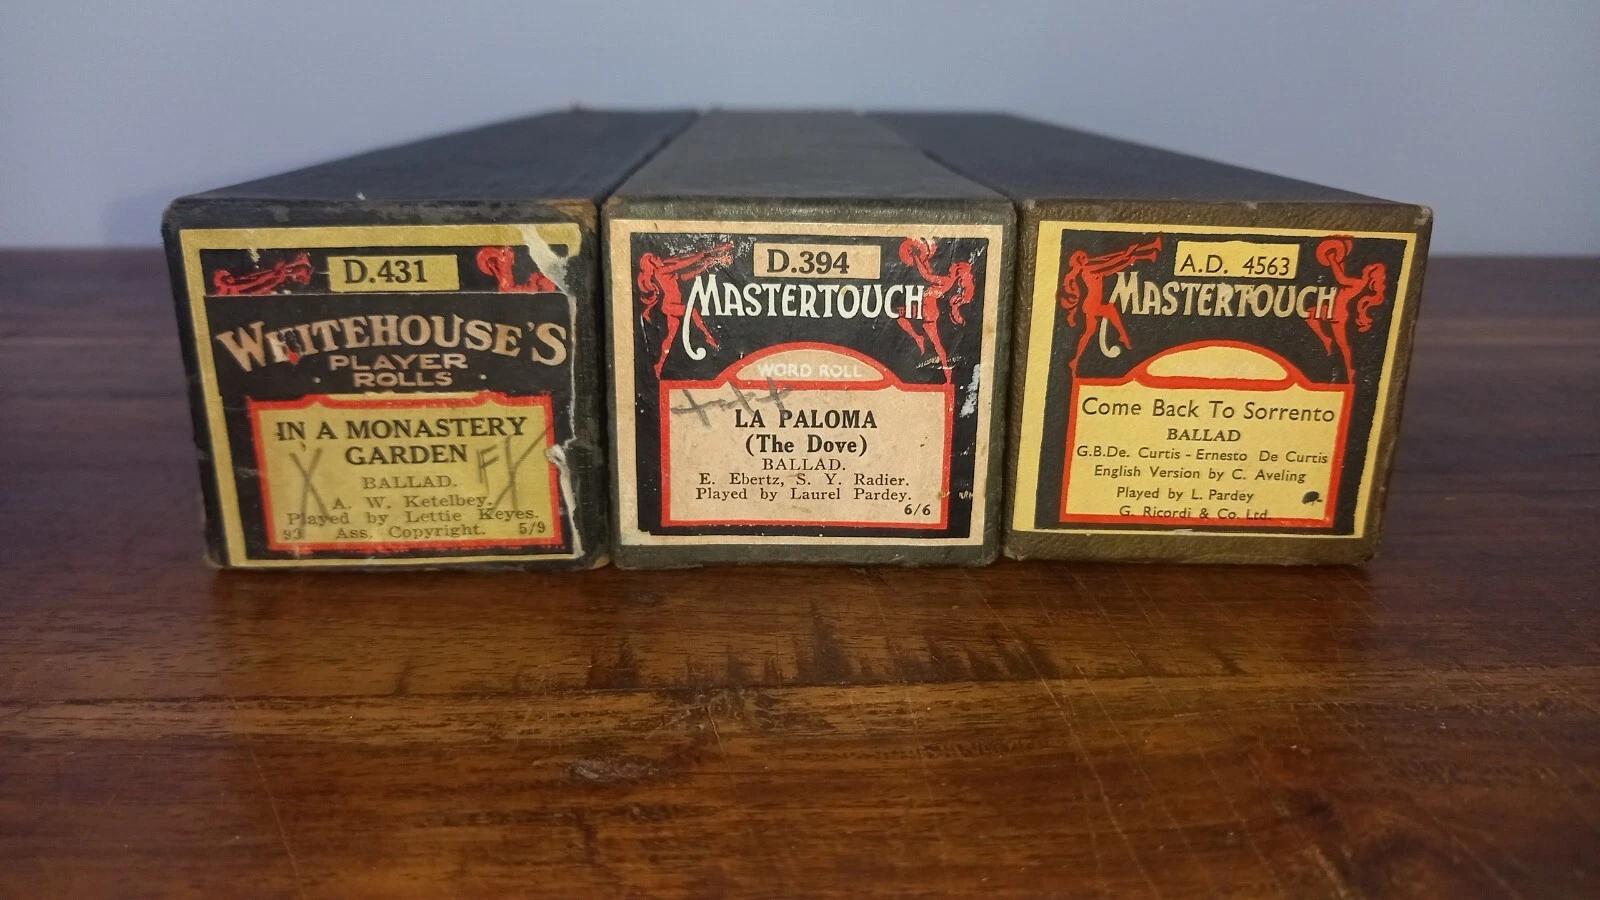 D.431
WHITEHOUSE'S
PLAYER
ROLLS
IN A MONASTERY
GARDEN
BALLAD.
A. W. Ketelbey.
Played by Lettie Keyes.
93 Ass. Copyright. 5/9
D.394
MASTERTOUCH
WORD ROLL
LA PALOMA
(The Dove)
BALLAD.
E. Ebertz, S. Y. Radier.
Played by Laurel Pardey.
6/6
A.D. 4563
MASTERTOUCH
Come Back To Sorrento
BALLAD
G.B.De. Curtis - Ernesto De Curtis
English Version by C. Aveling
Played by L. Pardey
G. Ricordi & Co. Ltd.